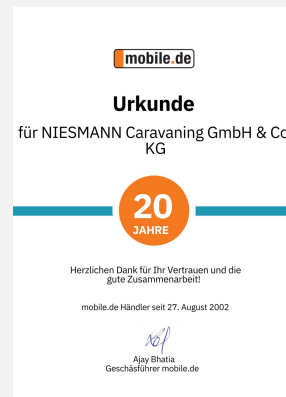 mobile.de
Urkunde
für NIESMANN Caravaning GmbH & Co
KG
20
JAHRE
Herzlichen Dank für Ihr Vertrauen und die
gute Zusammenarbeit!
mobile.de Händler seit 27. August 2002
Ajay Bhatia
Geschäsführer mobile.de